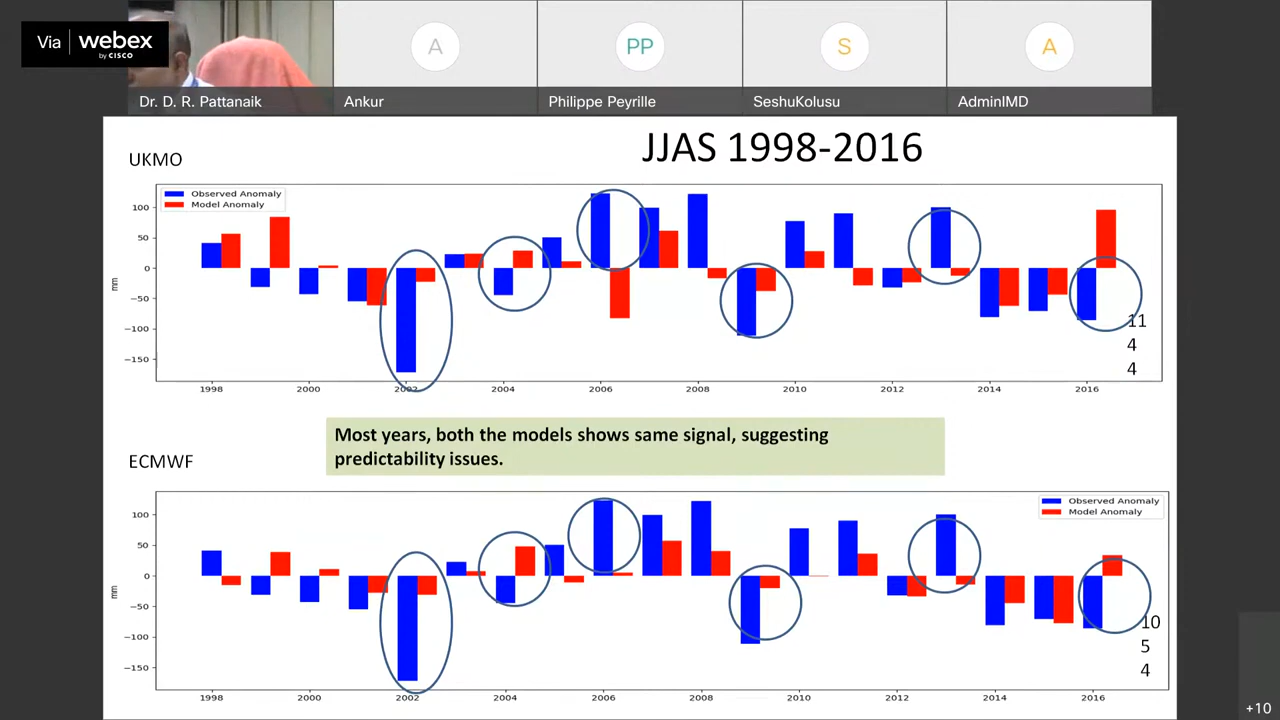 Via webex
by CISCO
A
PP
S
A
Dr. D. R. Pattanaik
Ankur
Philippe Peyrille
SeshuKolusu
AdminIMD
JJAS 1998-2016
UKMO
Observed Anomaly
Model Anomaly
100
50
0
−50
−100
−150
mm
11
4
4
1998 2000 2002 2004 2006 2008 2010 2012 2014 2016
Most years, both the models shows same signal, suggesting
predictability issues.
ECMWF
Observed Anomaly
Model Anomaly
100
50
0
−50
−100
−150
mm
10
5
4
1998 2000 2002 2004 2006 2008 2010 2012 2014 2016
+10